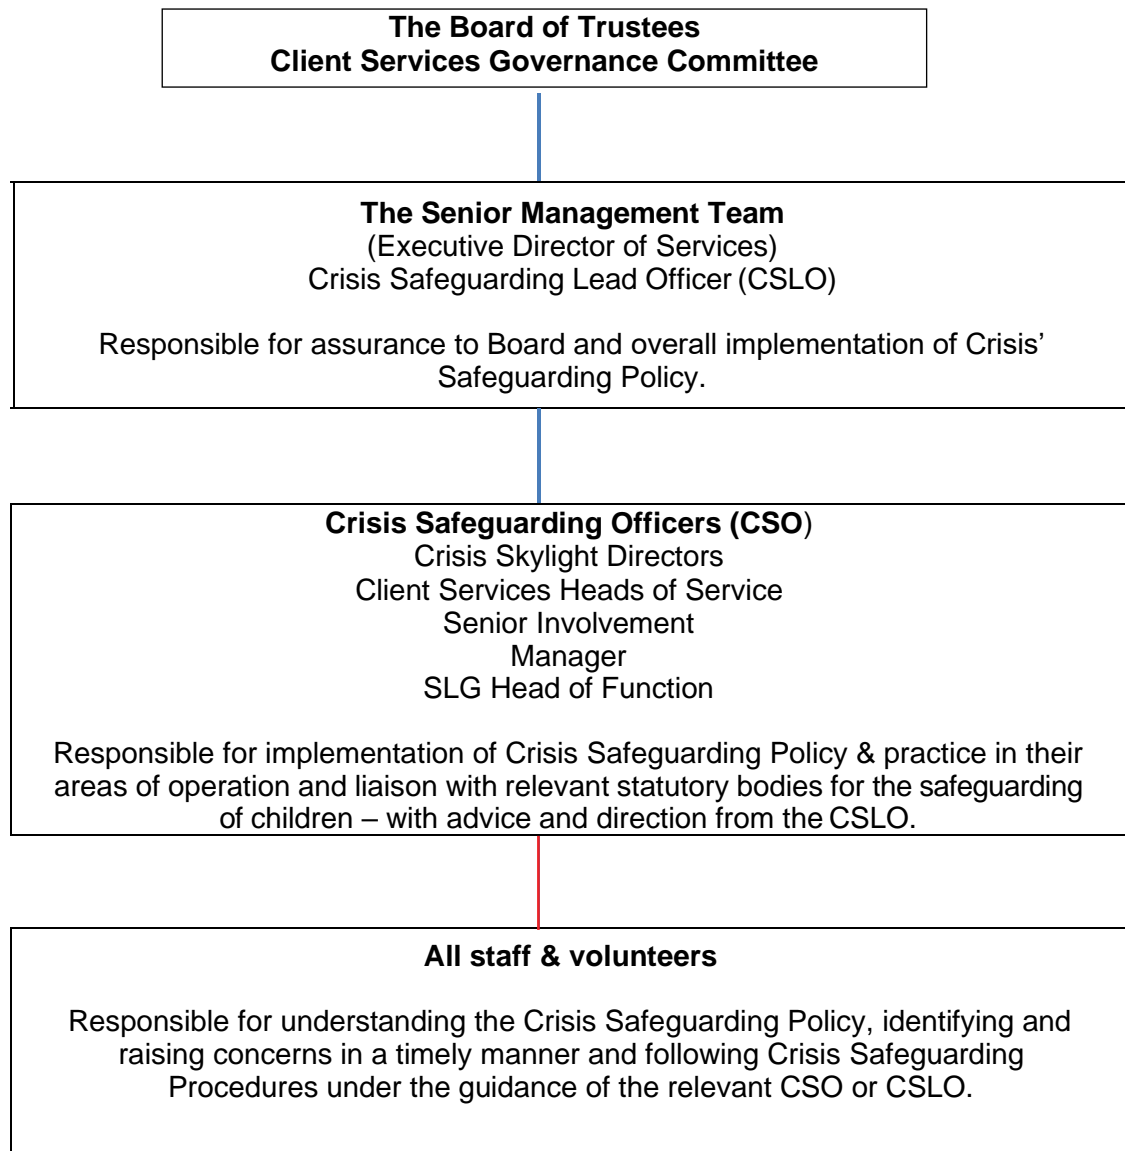 The Board of Trustees
Client Services Governance Committee
The Senior Management Team
(Executive Director of Services)
Crisis Safeguarding Lead Officer (CSLO)
Responsible for assurance to Board and overall implementation of Crisis’
Safeguarding Policy.
Crisis Safeguarding Officers (CSO)
Crisis Skylight Directors
Client Services Heads of Service
Senior Involvement
Manager
SLG Head of Function
Responsible for implementation of Crisis Safeguarding Policy & practice in their
areas of operation and liaison with relevant statutory bodies for the safeguarding
of children – with advice and direction from the CSLO.
All staff & volunteers
Responsible for understanding the Crisis Safeguarding Policy, identifying and
raising concerns in a timely manner and following Crisis Safeguarding
Procedures under the guidance of the relevant CSO or CSLO.